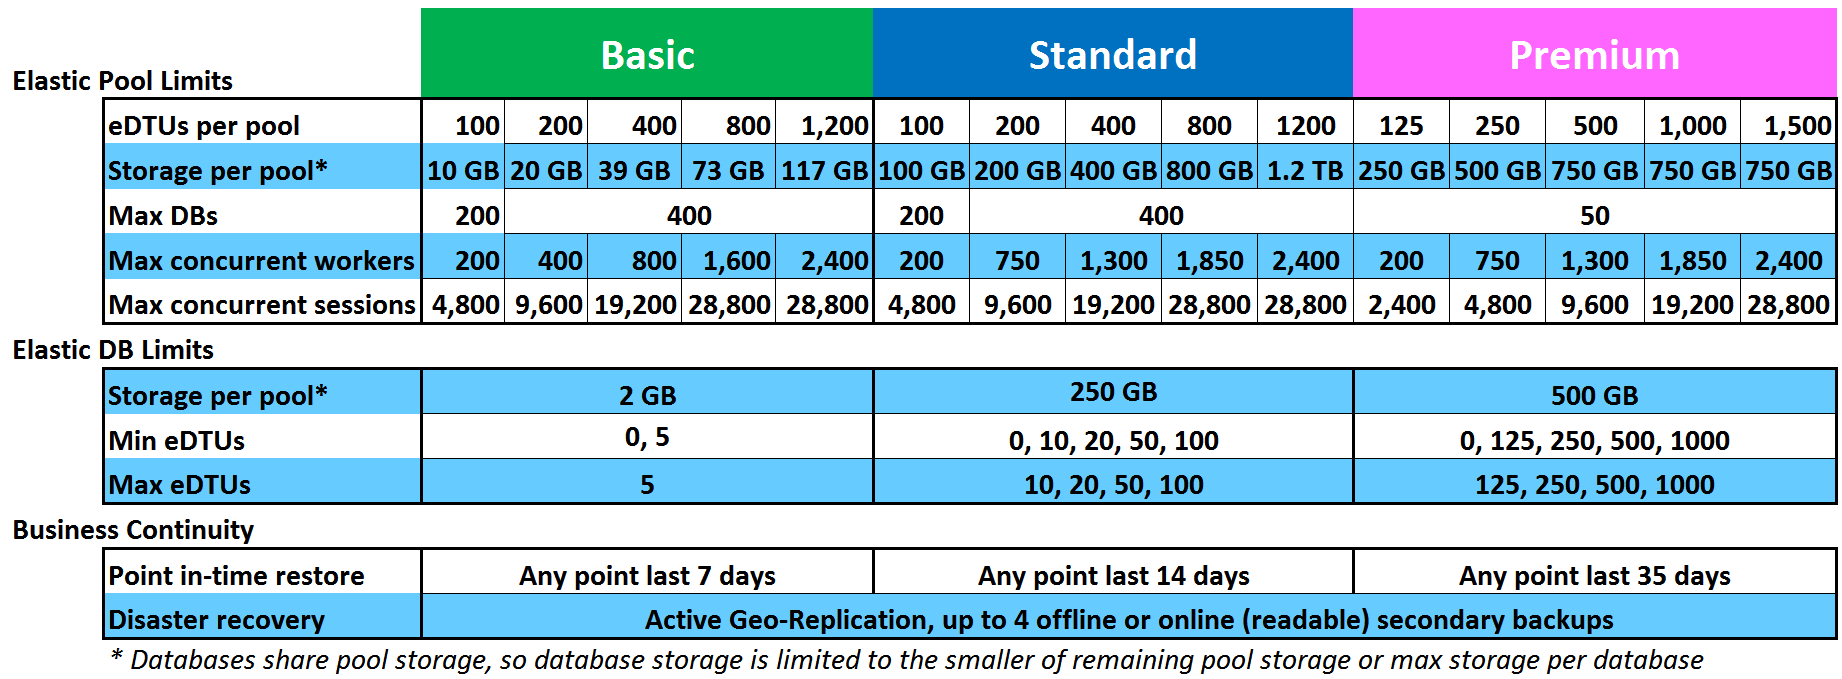 Basic Standard Premium
Elastic Pool Limits
eDTUs per pool 100 200 400 800 1,200 100 200 400 800 1200 125 250 500 1,000 1,500
Storage per pool* 10 GB 20 GB 39 GB 73 GB 117 GB 100 GB 200 GB 400 GB 800 GB 1.2 TB 250 GB 500 GB 750 GB 750 GB 750 GB
Max DBs 200 400 200 400 50
Max concurrent workers 200 400 800 1,600 2,400 200 750 1,300 1,850 2,400 200 750 1,300 1,850 2,400
Max concurrent sessions 4,800 9,600 19,200 28,800 28,800 4,800 9,600 19,200 28,800 28,800 2,400 4,800 9,600 19,200 28,800
Elastic DB Limits
Storage per pool* 2 GB 250 GB 500 GB
Min eDTUs 0, 5 0, 10, 20, 50, 100 0, 125, 250, 500, 1000
Max eDTUs 5 10, 20, 50, 100 125, 250, 500, 1000
Business Continuity
Point in-time restore Any point last 7 days Any point last 14 days Any point last 35 days
Disaster recovery Active Geo-Replication, up to 4 offline or online (readable) secondary backups
* Databases share pool storage, so database storage is limited to the smaller of remaining pool storage or max storage per database